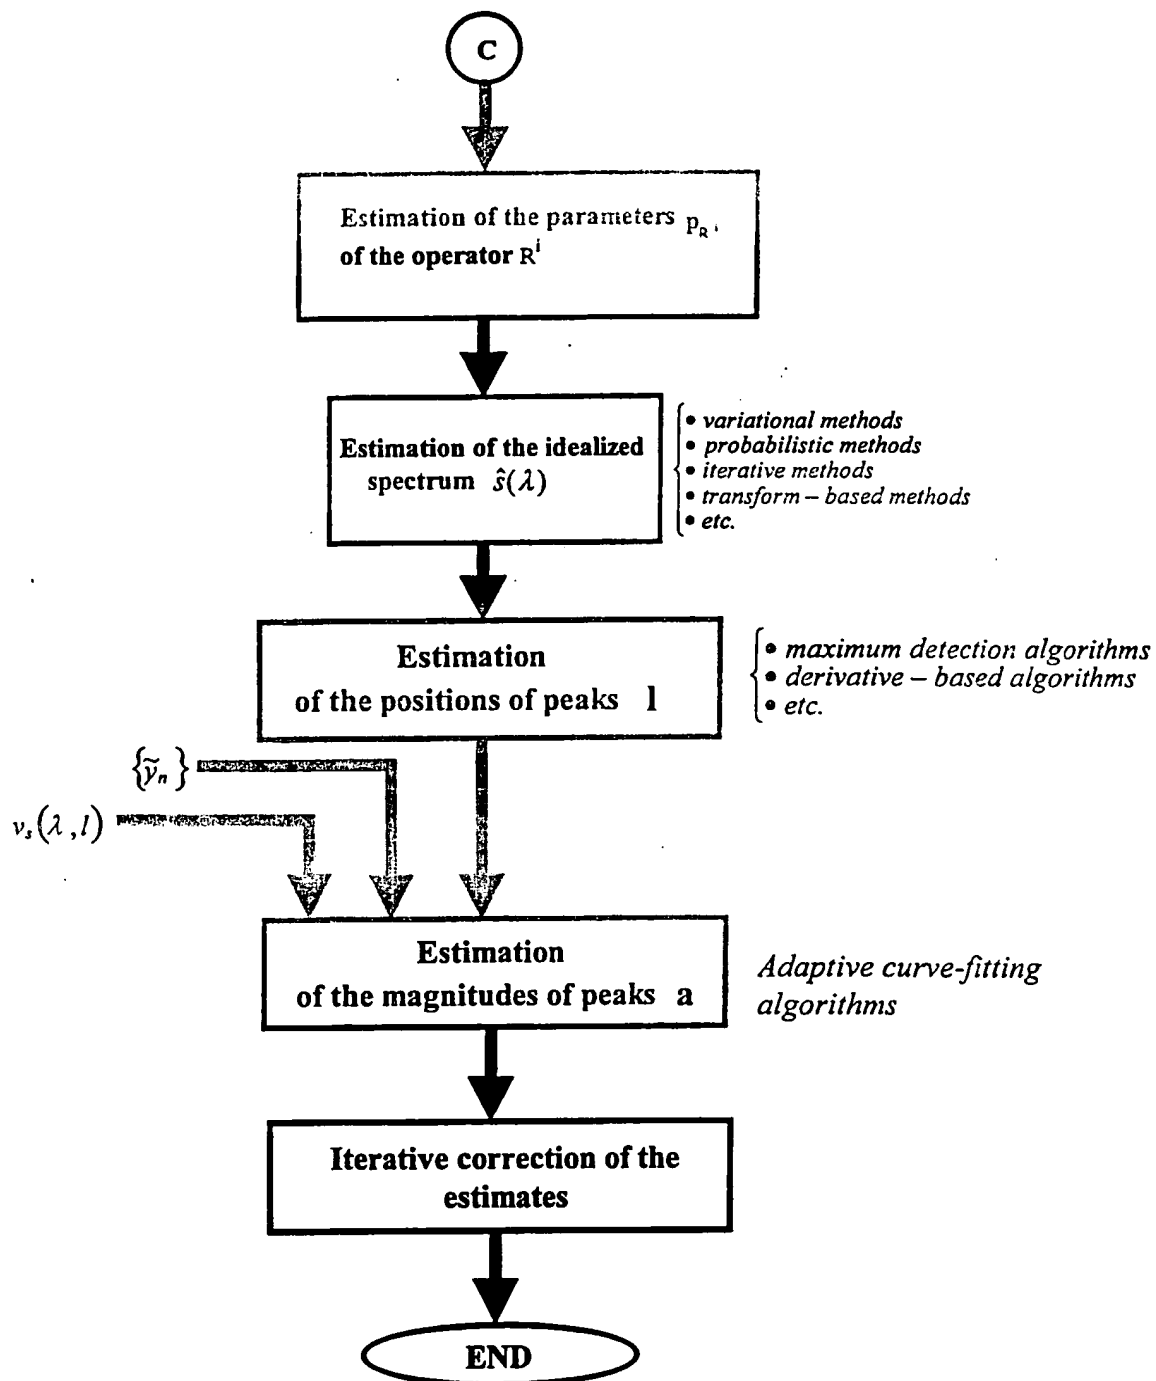 C
Estimation of the parameters p_R^i
of the operator R^i
Estimation of the idealized
spectrum ŝ(λ)
• variational methods
• probabilistic methods
• iterative methods
• transform – based methods
• etc.
Estimation
of the positions of peaks l
• maximum detection algorithms
• derivative – based algorithms
• etc.
{ỹ_n}
v_s(λ, l)
Estimation
of the magnitudes of peaks a
Adaptive curve-fitting
algorithms
Iterative correction of the
estimates
END